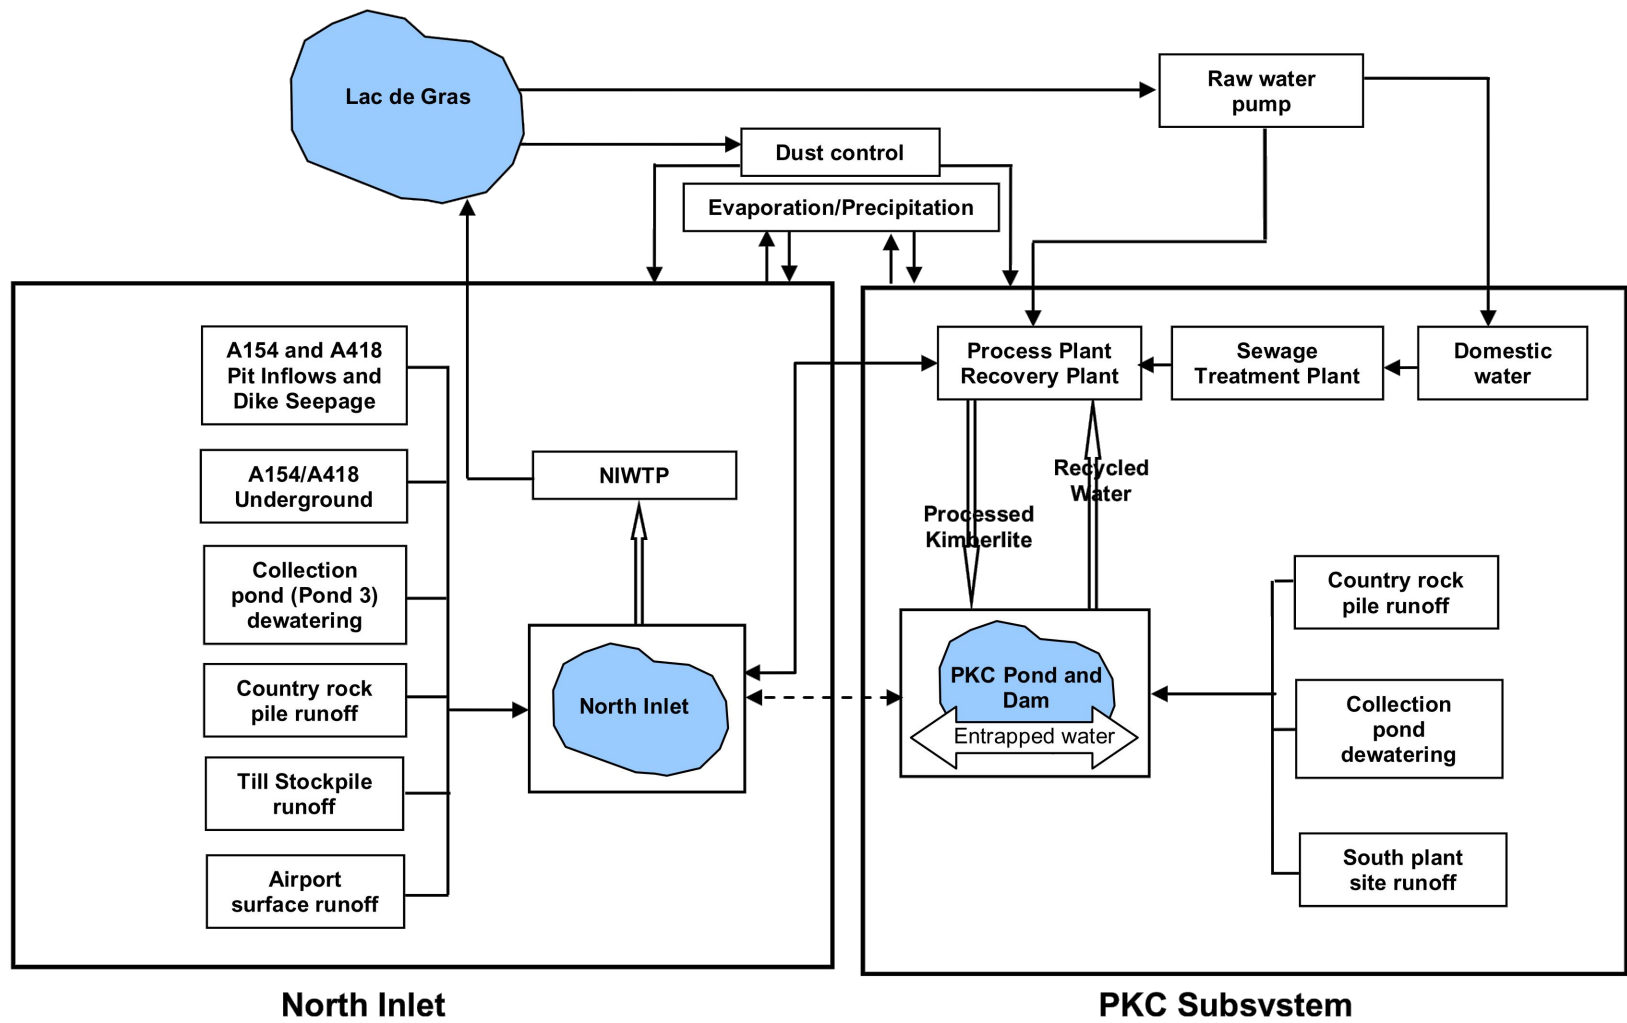 Lac de Gras
Raw water
pump
Dust control
Evaporation/Precipitation
A154 and A418
Pit Inflows and
Dike Seepage
A154/A418
Underground
Collection
pond (Pond 3)
dewatering
Country rock
pile runoff
Till Stockpile
runoff
Airport
surface runoff
NIWTP
North Inlet
Process Plant
Recovery Plant
Sewage
Treatment Plant
Domestic
water
Recycled
Water
Processed
Kimberlite
PKC Pond and
Dam
Entrapped water
Country rock
pile runoff
Collection
pond
dewatering
South plant
site runoff
North Inlet
PKC Subsvstem